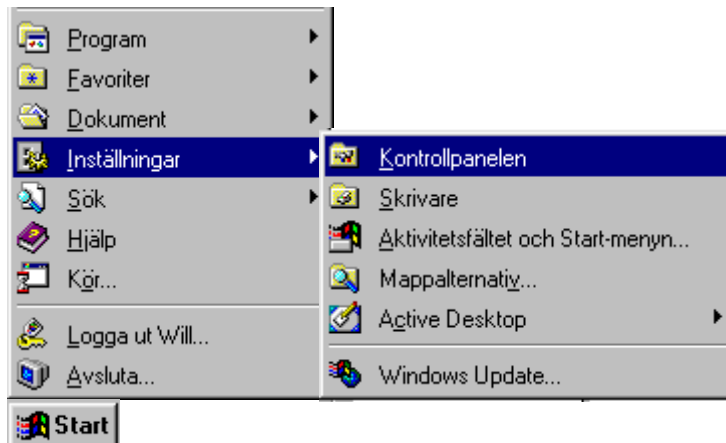 Program
Favoriter
Dokument
Inställningar
Sök
Hjälp
Kör...
Logga ut Will...
Avsluta...
Kontrollpanelen
Skrivare
Aktivitetsfältet och Start-menyn...
Mappalternativ...
Active Desktop
Windows Update...
Start